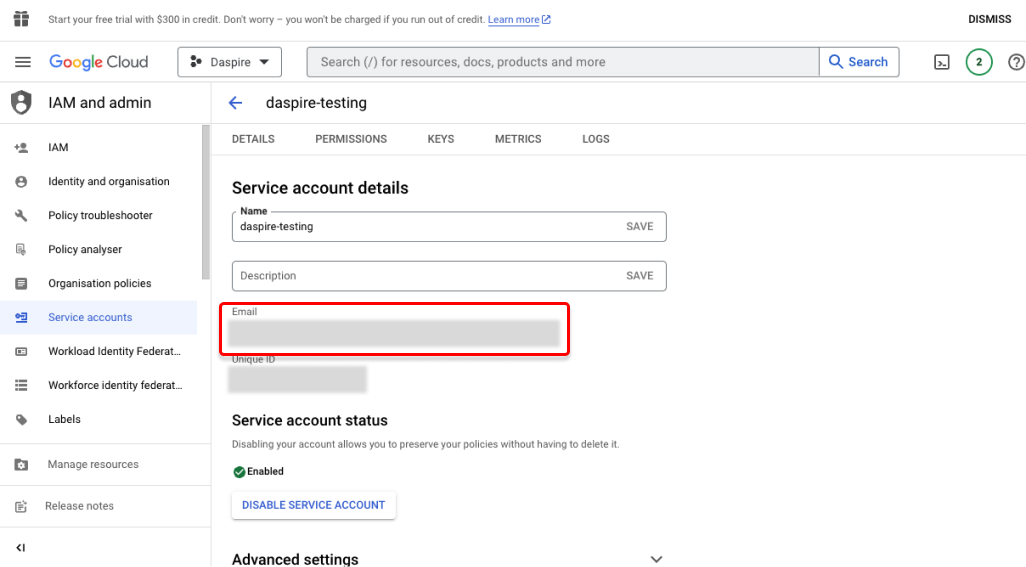 Start your free trial with $300 in credit. Don't worry – you won't be charged if you run out of credit. Learn more
DISMISS
Google Cloud
Daspire
Search (/) for resources, docs, products and more
Search
2
IAM and admin
daspire-testing
DETAILS PERMISSIONS KEYS METRICS LOGS
IAM
Identity and organisation
Policy troubleshooter
Policy analyser
Organisation policies
Service accounts
Workload Identity Federat...
Workforce identity federat...
Labels
Manage resources
Release notes
Service account details
Name
daspire-testing
SAVE
Description
SAVE
Email
Unique ID
Service account status
Disabling your account allows you to preserve your policies without having to delete it.
Enabled
DISABLE SERVICE ACCOUNT
Advanced settings